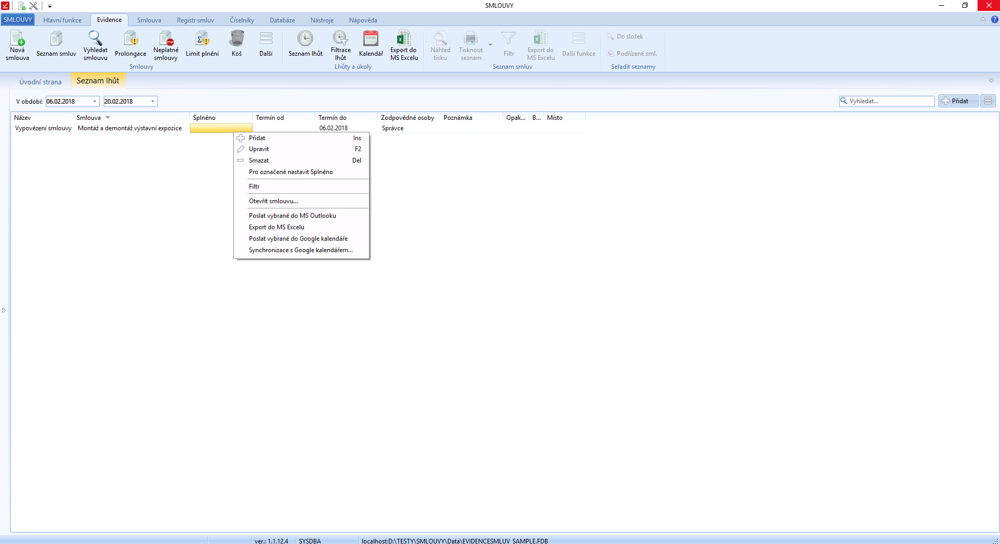 SMLOUVY
SMLOUVY Hlavní funkce Evidence Smlouva Registr smluv Číselníky Databáze Nástroje Nápověda
Nová smlouva
Seznam smluv
Vyhledat smlouvu
Prolongace
Neplatné smlouvy
Limit plnění
Koš
Další
Smlouvy
Seznam lhůt
Filtrace lhůt
Kalendář
Export do MS Excelu
Lhůty a úkoly
Náhled tisku
Tisknout seznam
Filtr
Export do MS Excelu
Další funkce
Seznam smluv
Do složek
Podřízené sml.
Seřadit seznamy
Úvodní strana Seznam lhůt
V období: 06.02.2018 20.02.2018 Vyhledat... Přidat
Název Smlouva Splněno Termín od Termín do Zodpovědné osoby Poznámka Opak... B... Místo
Vypovězení smlouvy Montáž a demontáž výstavní expozice 06.02.2018 Správce
Přidat Ins
Upravit F2
Smazat Del
Pro označené nastavit Splněno
Filtr
Otevřít smlouvu...
Poslat vybrané do MS Outlooku
Export do MS Excelu
Poslat vybrané do Google kalendáře
Synchronizace s Google kalendářem...
ver.: 1.1.12.4 SYSDBA localhost:D:\TESTY\SMLOUVY\Data\EVIDENCESMLUV_SAMPLE.FDB